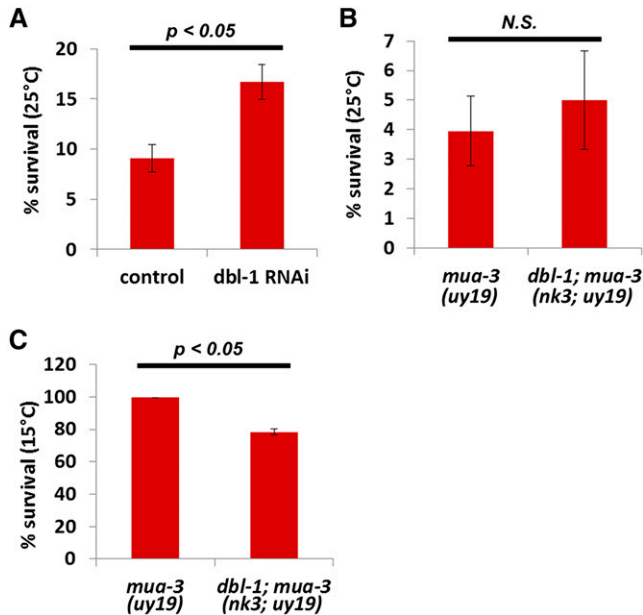 A
p < 0.05
% survival (25°C)
20
15
10
5
0
control
dbl-1 RNAi
B
N.S.
% survival (25°C)
7
6
5
4
3
2
1
0
mua-3
(uy19)
dbl-1; mua-3
(nk3; uy19)
C
p < 0.05
% survival (15°C)
120
100
80
60
40
20
0
mua-3
(uy19)
dbl-1; mua-3
(nk3; uy19)